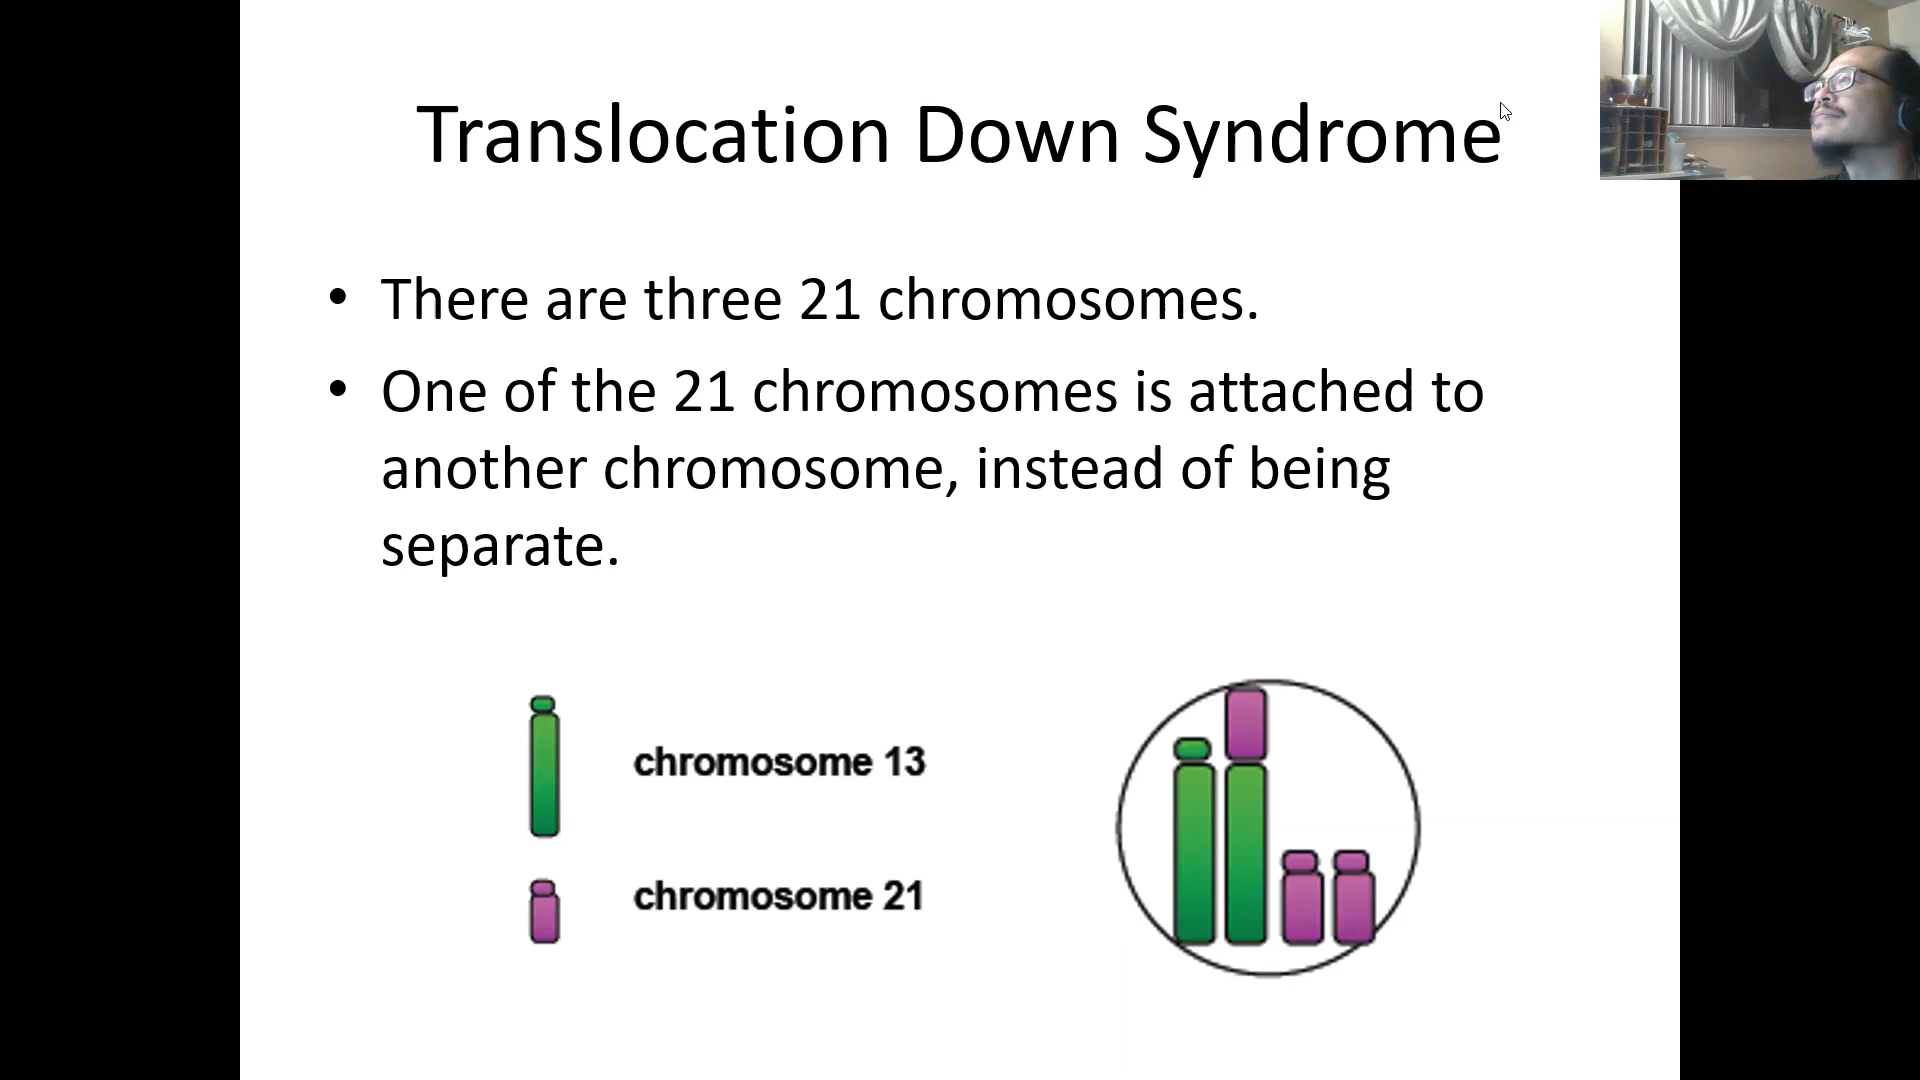 Translocation Down Syndrome
• There are three 21 chromosomes.
• One of the 21 chromosomes is attached to
another chromosome, instead of being
separate.
chromosome 13
chromosome 21